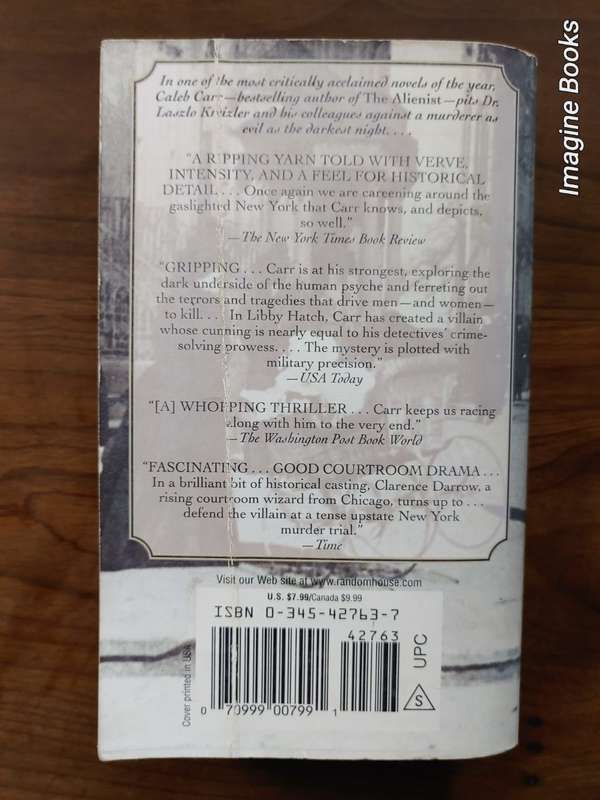 In one of the most critically acclaimed novels of the year,
Caleb Carr—bestselling author of The Alienist—pits Dr.
Laszlo Kreizler and his colleagues against a murderer as
evil as the darkest night. . . .
"A RIPPING YARN TOLD WITH VERVE,
INTENSITY, AND A FEEL FOR HISTORICAL
DETAIL. . . . Once again we are careening around the
gaslighted New York that Carr knows, and depicts,
so well."
—The New York Times Book Review
"GRIPPING . . . Carr is at his strongest, exploring the
dark underside of the human psyche and ferreting out
the terrors and tragedies that drive men—and women—
to kill. . . . In Libby Hatch, Carr has created a villain
whose cunning is nearly equal to his detectives' crime-
solving prowess. . . . The mystery is plotted with
military precision."
—USA Today
"[A] WHOPPING THRILLER . . . Carr keeps us racing
along with him to the very end."
—The Washington Post Book World
"FASCINATING . . . GOOD COURTROOM DRAMA . . .
In a brilliant bit of historical casting, Clarence Darrow, a
rising courtroom wizard from Chicago, turns up to . . .
defend the villain at a tense upstate New York
murder trial."
—Time
Visit our Web site at www.randomhouse.com
U.S. $7.99/Canada $9.99
ISBN 0-345-42763-7
42763
UPC
S
0 70999 00799 1
Cover printed in USA
Imagine Books